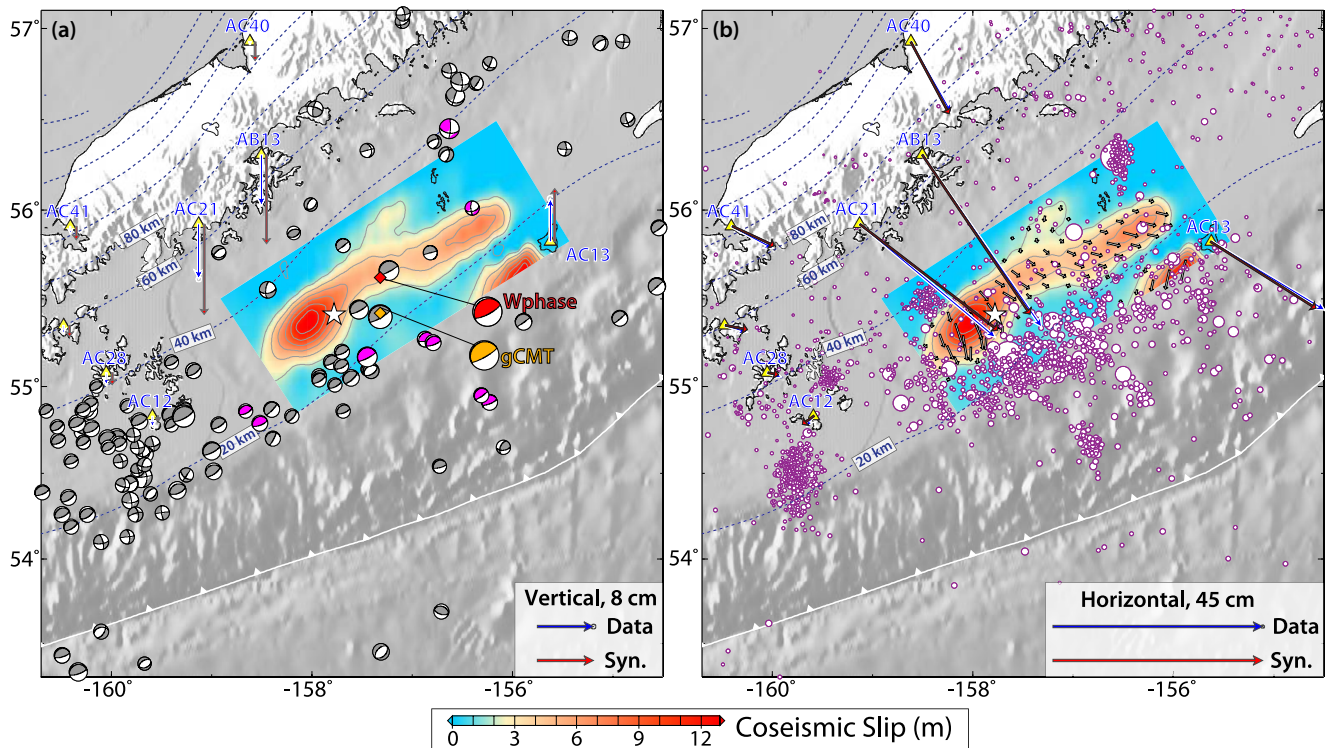 (a)
AC40
AB13
AC41
AC21
80 km
60 km
AC13
Wphase
40 km
gCMT
AC28
AC12
20 km
Vertical, 8 cm
Data
Syn.
57°
56°
55°
54°
-160°
-158°
-156°
(b)
AC40
AB13
AC41
AC21
80 km
60 km
AC13
40 km
AC28
AC12
20 km
Horizontal, 45 cm
Data
Syn.
-160°
-158°
-156°
0 3 6 9 12
Coseismic Slip (m)